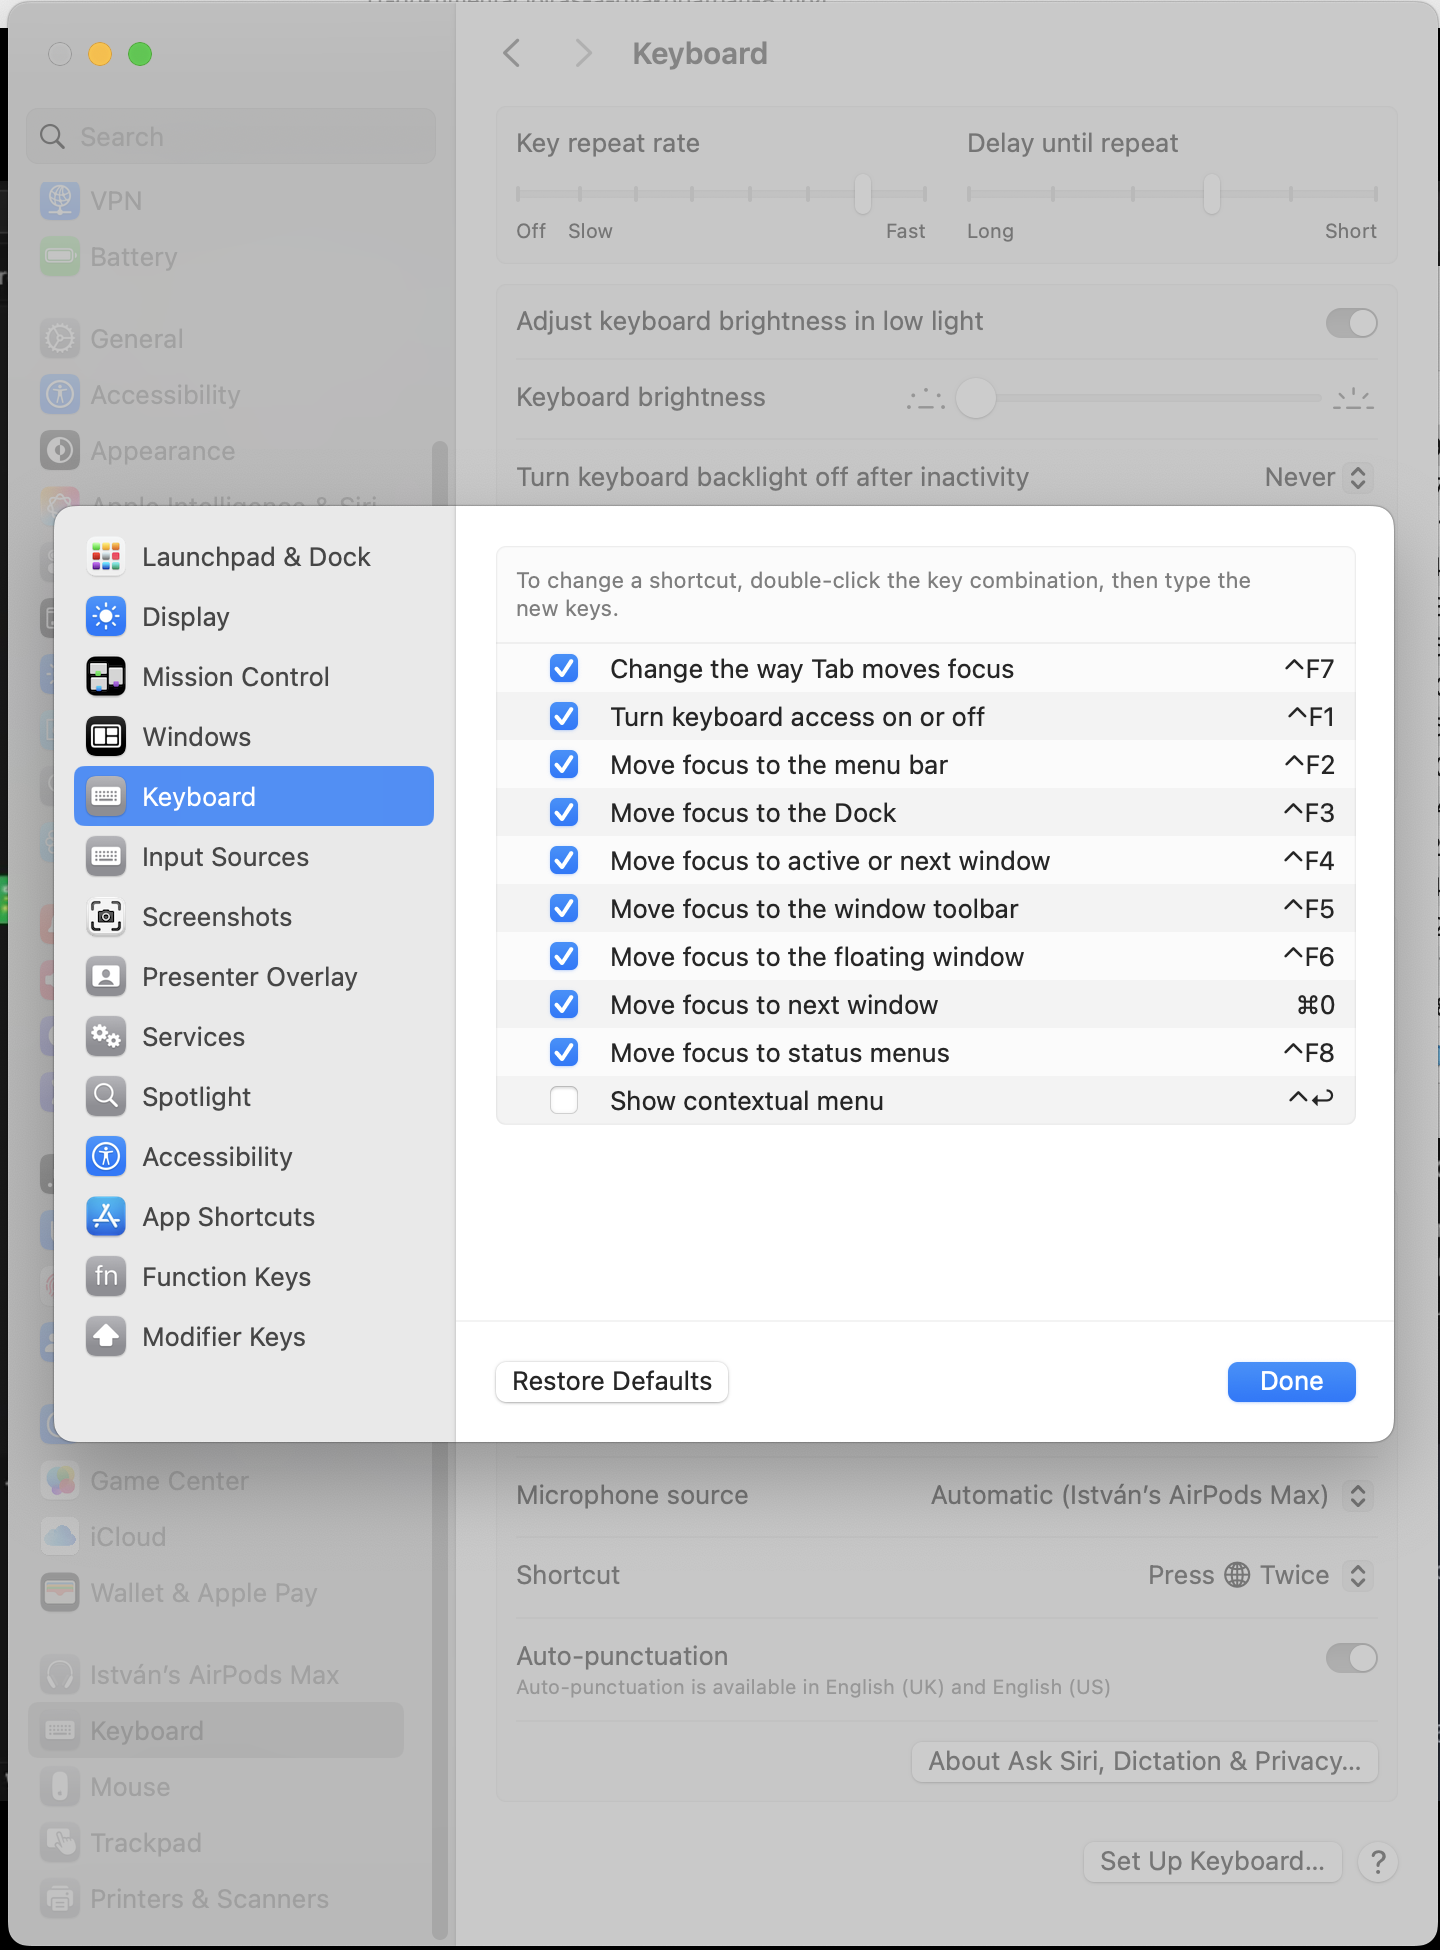 Keyboard
Search
VPN
Battery
General
Accessibility
Appearance
Apple Intelligence & Siri
Key repeat rate
Delay until repeat
Off
Slow
Fast
Long
Short
Adjust keyboard brightness in low light
Keyboard brightness
Turn keyboard backlight off after inactivity
Never
Launchpad & Dock
Display
Mission Control
Windows
Keyboard
Input Sources
Screenshots
Presenter Overlay
Services
Spotlight
Accessibility
App Shortcuts
fn Function Keys
Modifier Keys
To change a shortcut, double-click the key combination, then type the
new keys.
Change the way Tab moves focus ^F7
Turn keyboard access on or off ^F1
Move focus to the menu bar ^F2
Move focus to the Dock ^F3
Move focus to active or next window ^F4
Move focus to the window toolbar ^F5
Move focus to the floating window ^F6
Move focus to next window ⌘0
Move focus to status menus ^F8
Show contextual menu ^↩
Restore Defaults
Done
Game Center
iCloud
Wallet & Apple Pay
István’s AirPods Max
Keyboard
Mouse
Trackpad
Printers & Scanners
Microphone source
Automatic (István’s AirPods Max)
Shortcut
Press 🌐 Twice
Auto-punctuation
Auto-punctuation is available in English (UK) and English (US)
About Ask Siri, Dictation & Privacy...
Set Up Keyboard...
?